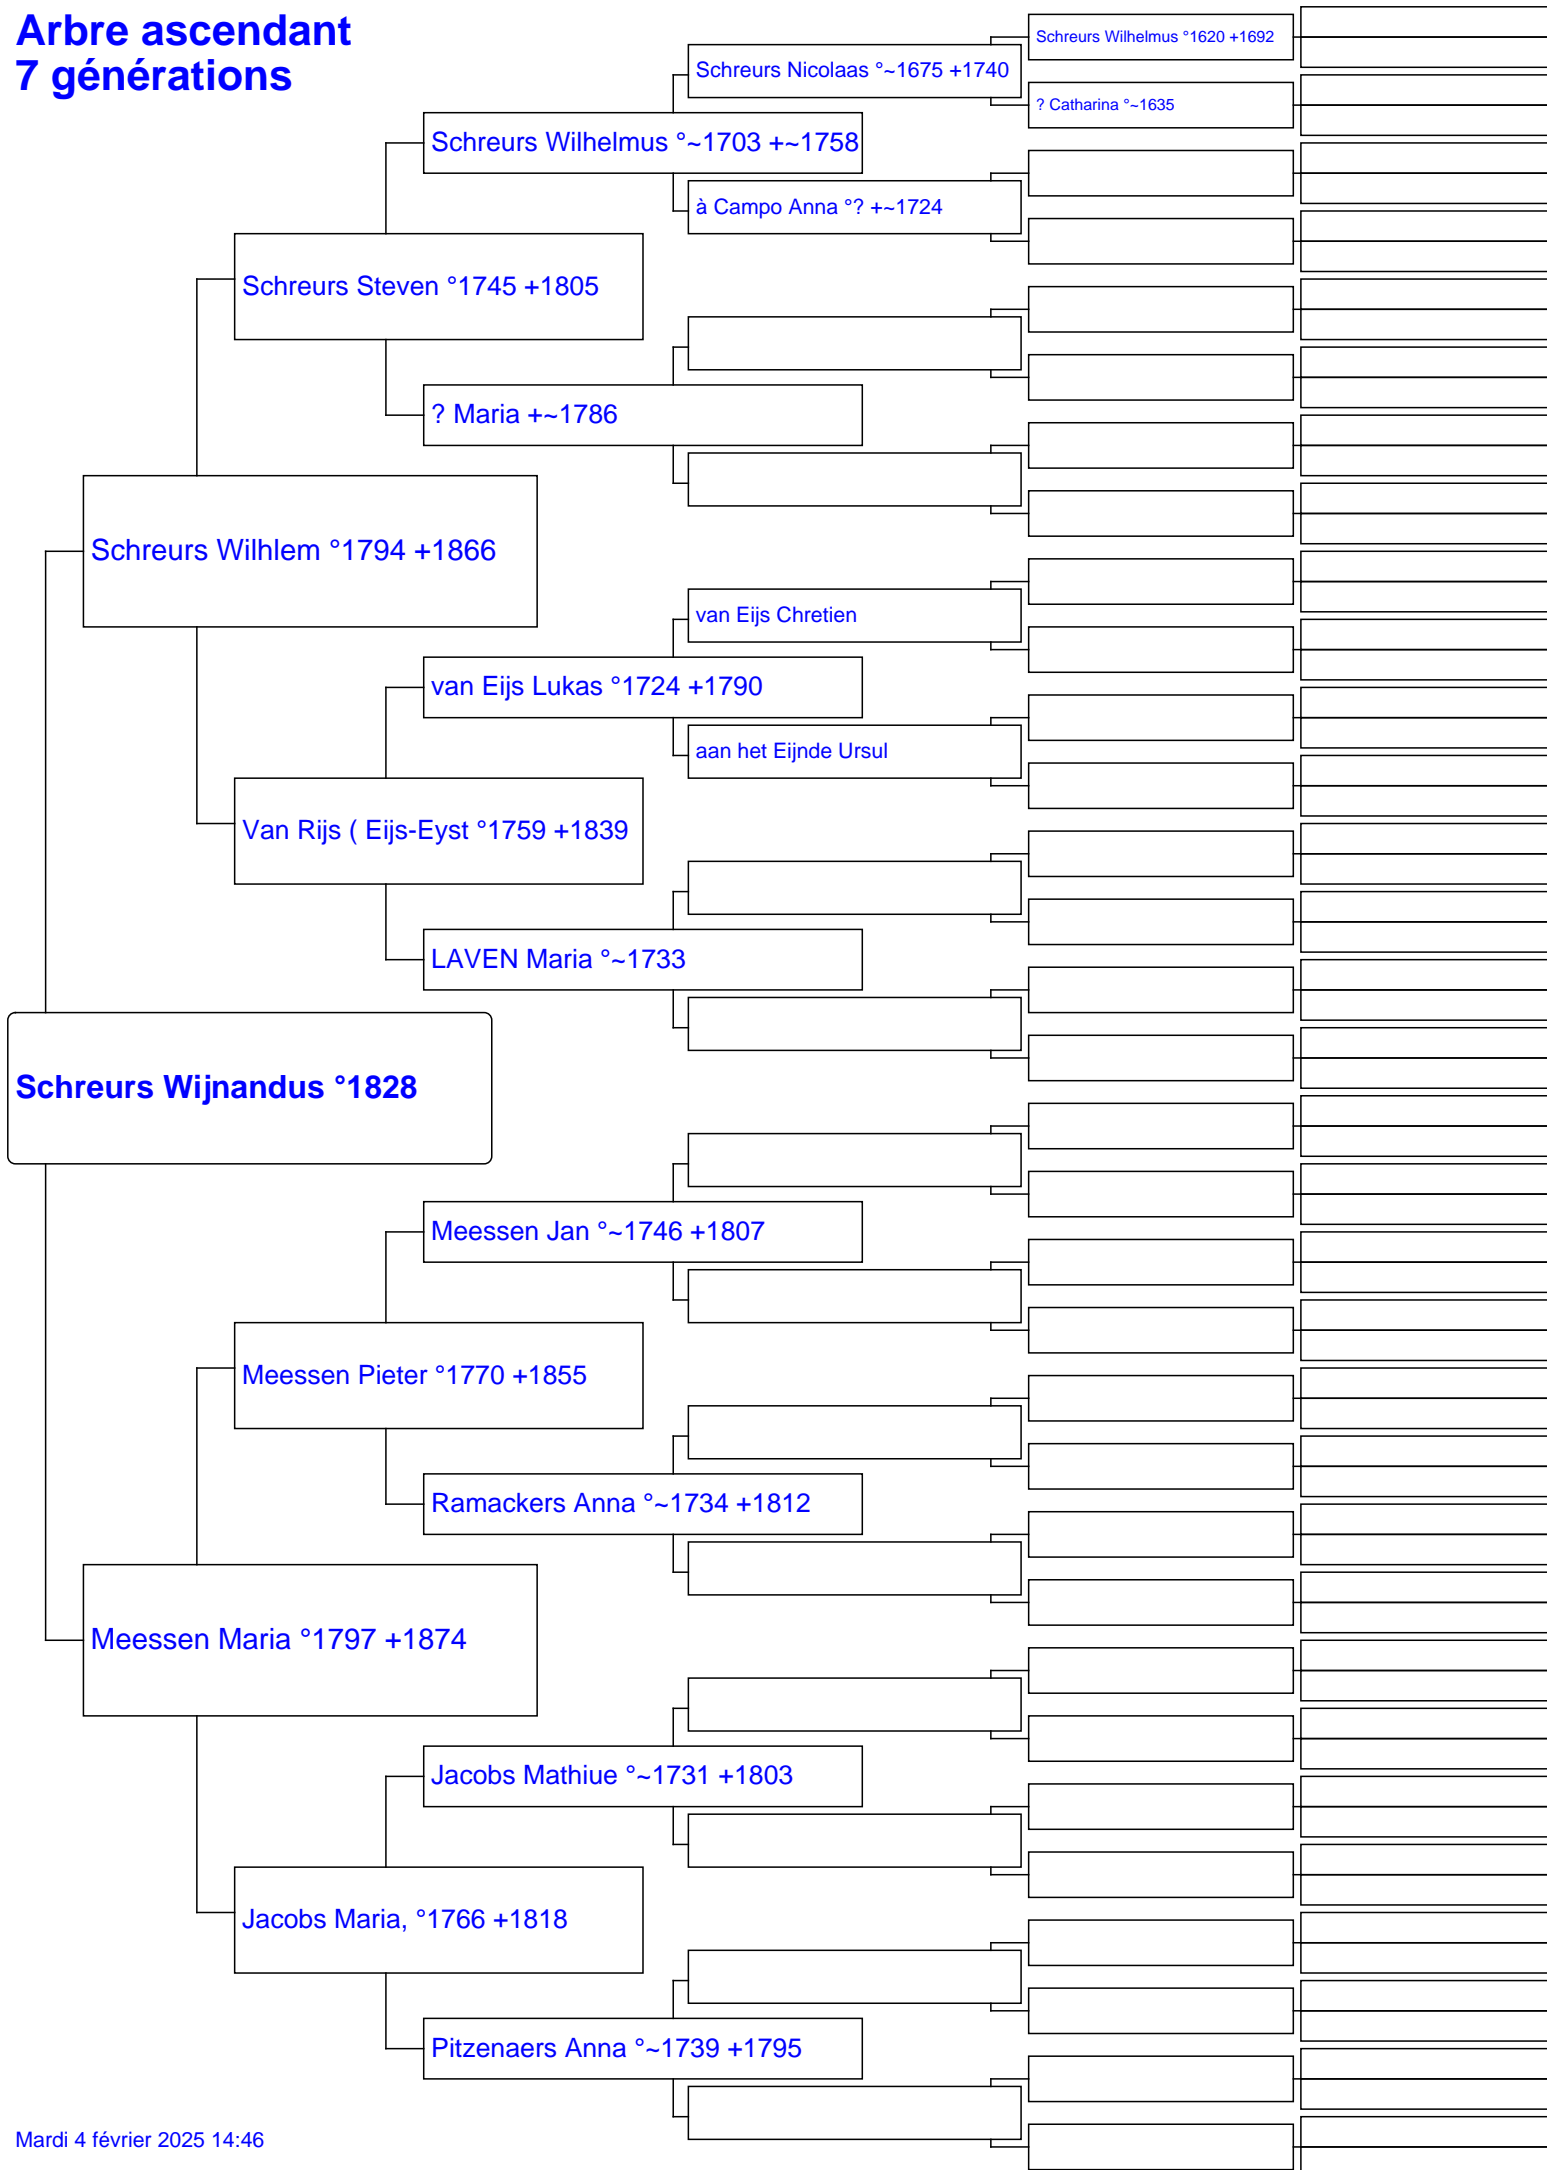 Arbre ascendant
7 générations
Schreurs Wilhelmus °1620 +1692
Schreurs Nicolaas °~1675 +1740
? Catharina °~1635
Schreurs Wilhelmus °~1703 +~1758
à Campo Anna °? +~1724
Schreurs Steven °1745 +1805
? Maria +~1786
Schreurs Wilhlem °1794 +1866
van Eijs Chretien
van Eijs Lukas °1724 +1790
aan het Eijnde Ursul
Van Rijs ( Eijs-Eyst °1759 +1839
LAVEN Maria °~1733
Schreurs Wijnandus °1828
Meessen Jan °~1746 +1807
Meessen Pieter °1770 +1855
Ramackers Anna °~1734 +1812
Meessen Maria °1797 +1874
Jacobs Mathiue °~1731 +1803
Jacobs Maria, °1766 +1818
Pitzenaers Anna °~1739 +1795
Mardi 4 février 2025 14:46